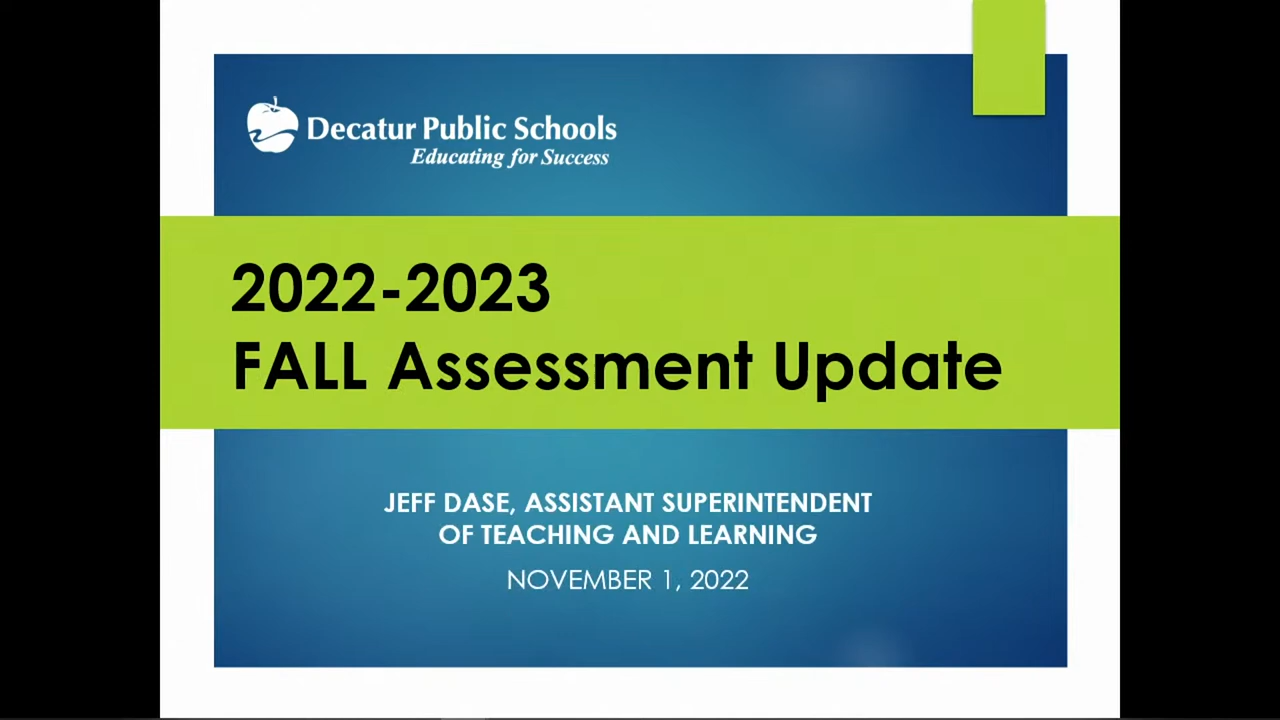 Decatur Public Schools
Educating for Success
2022-2023
FALL Assessment Update
JEFF DASE, ASSISTANT SUPERINTENDENT
OF TEACHING AND LEARNING
NOVEMBER 1, 2022